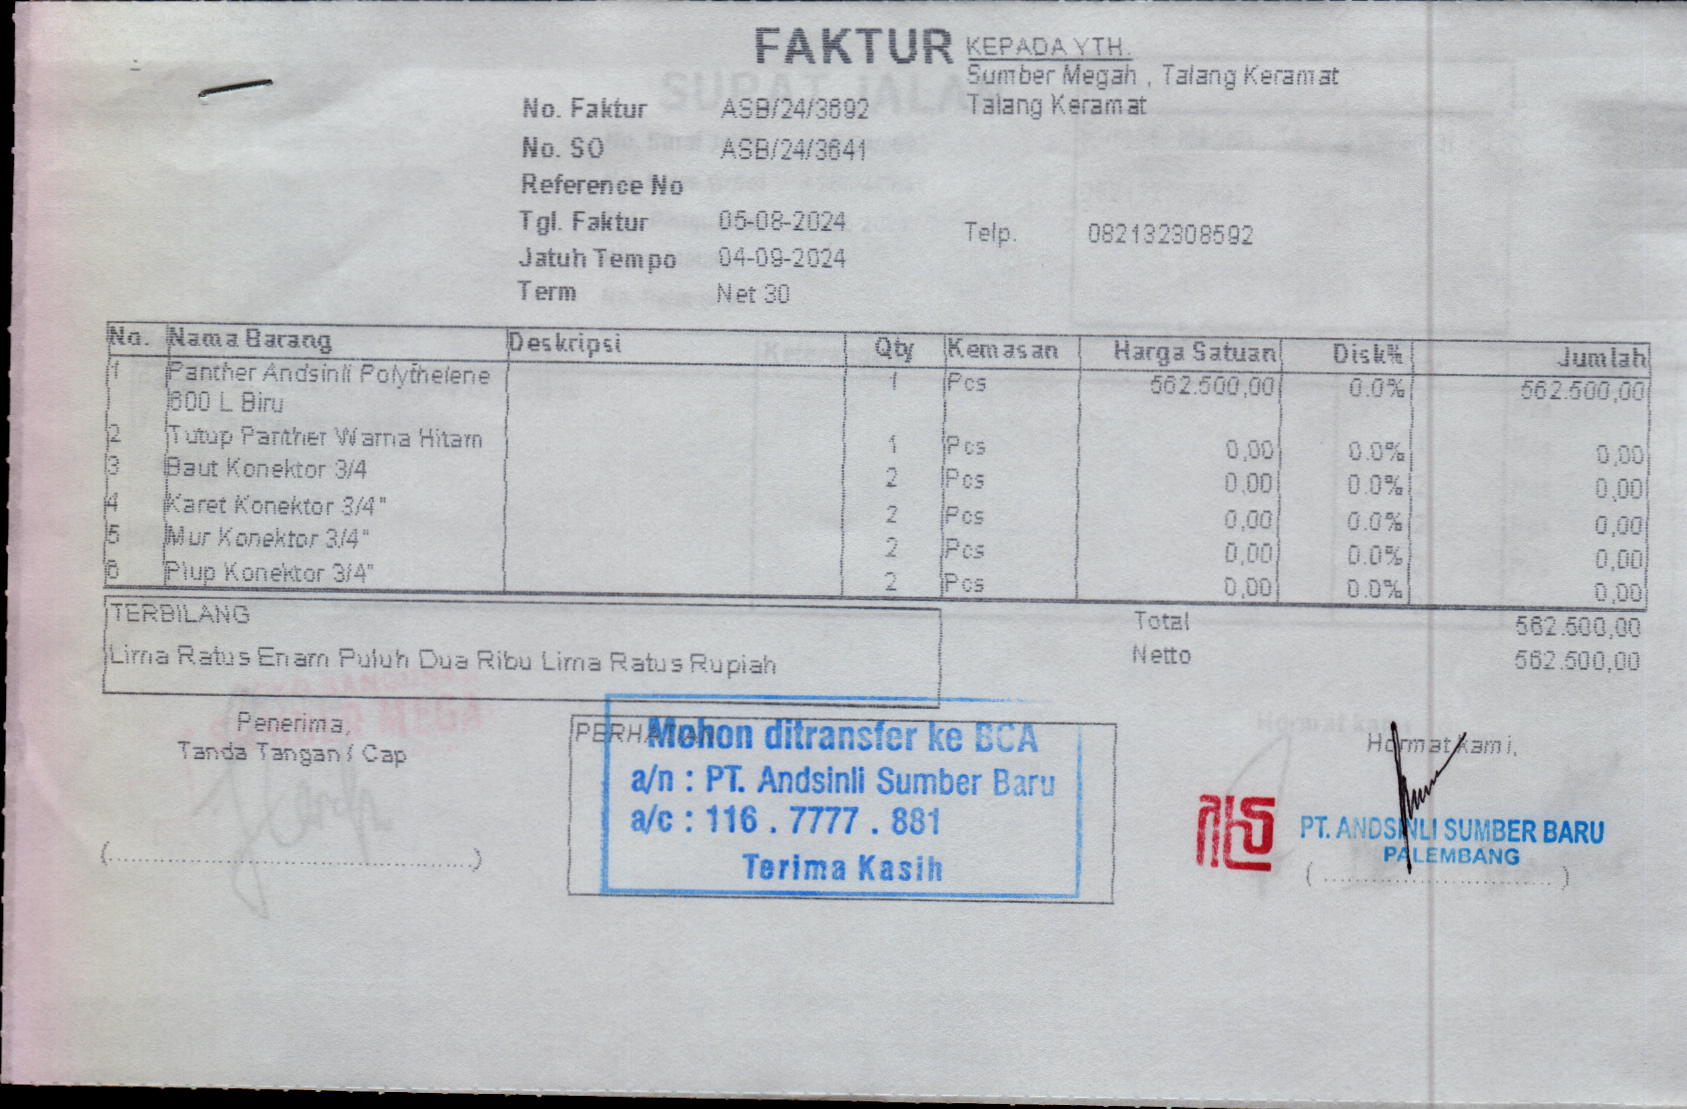 FAKTUR
KEPADA YTH.
Sumber Megah , Talang Keramat
Talang Keramat
No. Faktur ASB/24/3692
No. SO ASB/24/3641
Reference No
Tgl. Faktur 05-08-2024
Telp. 082132308592
Jatuh Tempo 04-09-2024
Term Net 30
No. Nama Barang Deskripsi Qty Kemasan Harga Satuan Disk% Jumlah
1 Panther Andsinli Polythelene 1 Pcs 562.500,00 0.0% 562.500,00
600 L Biru
2 Tutup Panther Warna Hitam 1 Pcs 0,00 0.0% 0,00
3 Baut Konektor 3/4 2 Pcs 0,00 0.0% 0,00
4 Karet Konektor 3/4" 2 Pcs 0,00 0.0% 0,00
5 Mur Konektor 3/4" 2 Pcs 0,00 0.0% 0,00
6 Plup Konektor 3/4" 2 Pcs 0,00 0.0% 0,00
TERBILANG
Lima Ratus Enam Puluh Dua Ribu Lima Ratus Rupiah
Total 562.500,00
Netto 562.500,00
Penerima,
Tanda Tangan / Cap
PERHATIAN
Mohon ditransfer ke BCA
a/n : PT. Andsinli Sumber Baru
a/c : 116 . 7777 . 881
Terima Kasih
Hormat kami,
PT. ANDSINLI SUMBER BARU
PALEMBANG